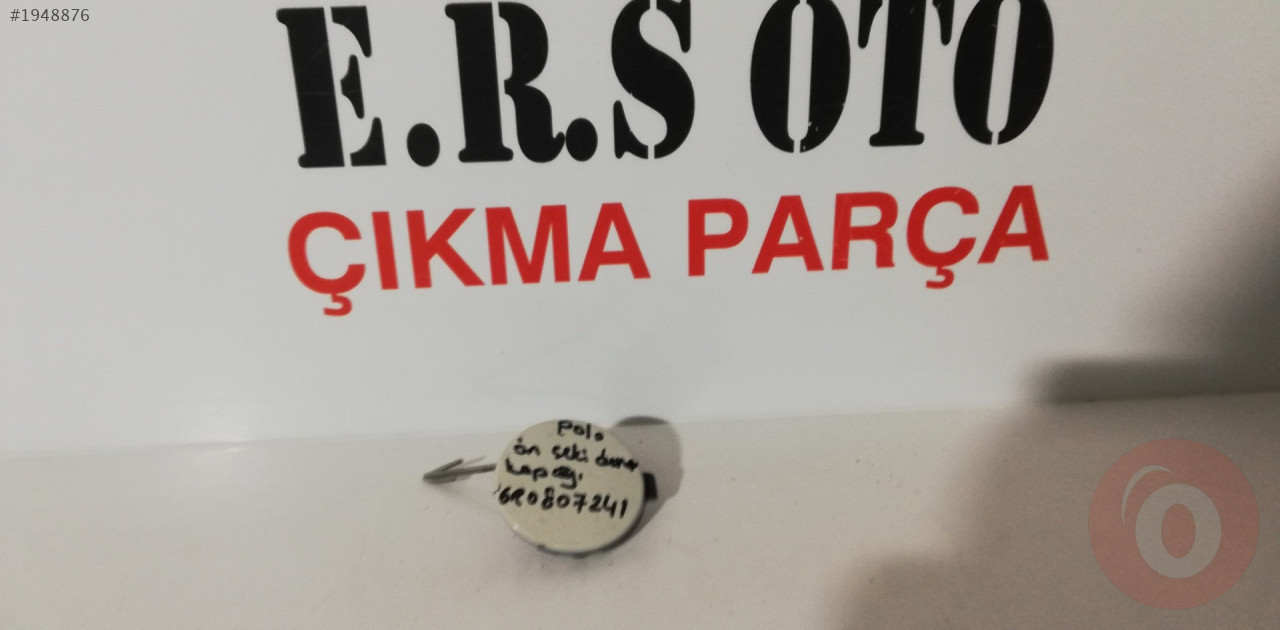 #1948876
E.R.S OTO
ÇIKMA PARÇA
Polo
ön çeki demir
kapağı
6R0807241